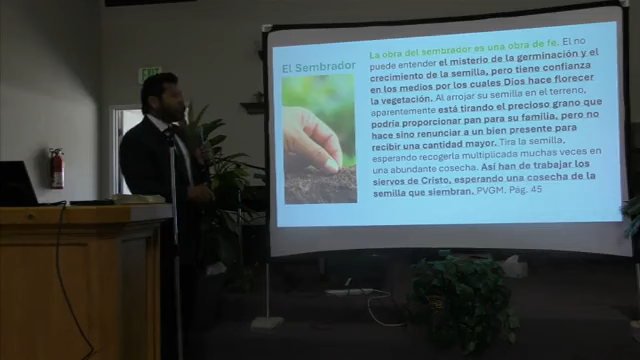 EXIT
El Sembrador
La obra del sembrador es una obra de fe. El no
puede entender el misterio de la germinación y el
crecimiento de la semilla, pero tiene confianza
en los medios por los cuales Dios hace florecer
la vegetación. Al arrojar su semilla en el terreno,
aparentemente está tirando el precioso grano que
podría proporcionar pan para su familia, pero no
hace sino renunciar a un bien presente para
recibir una cantidad mayor. Tira la semilla,
esperando recogerla multiplicada muchas veces en
una abundante cosecha. Así han de trabajar los
siervos de Cristo, esperando una cosecha de la
semilla que siembran. PVGM. Pág. 45